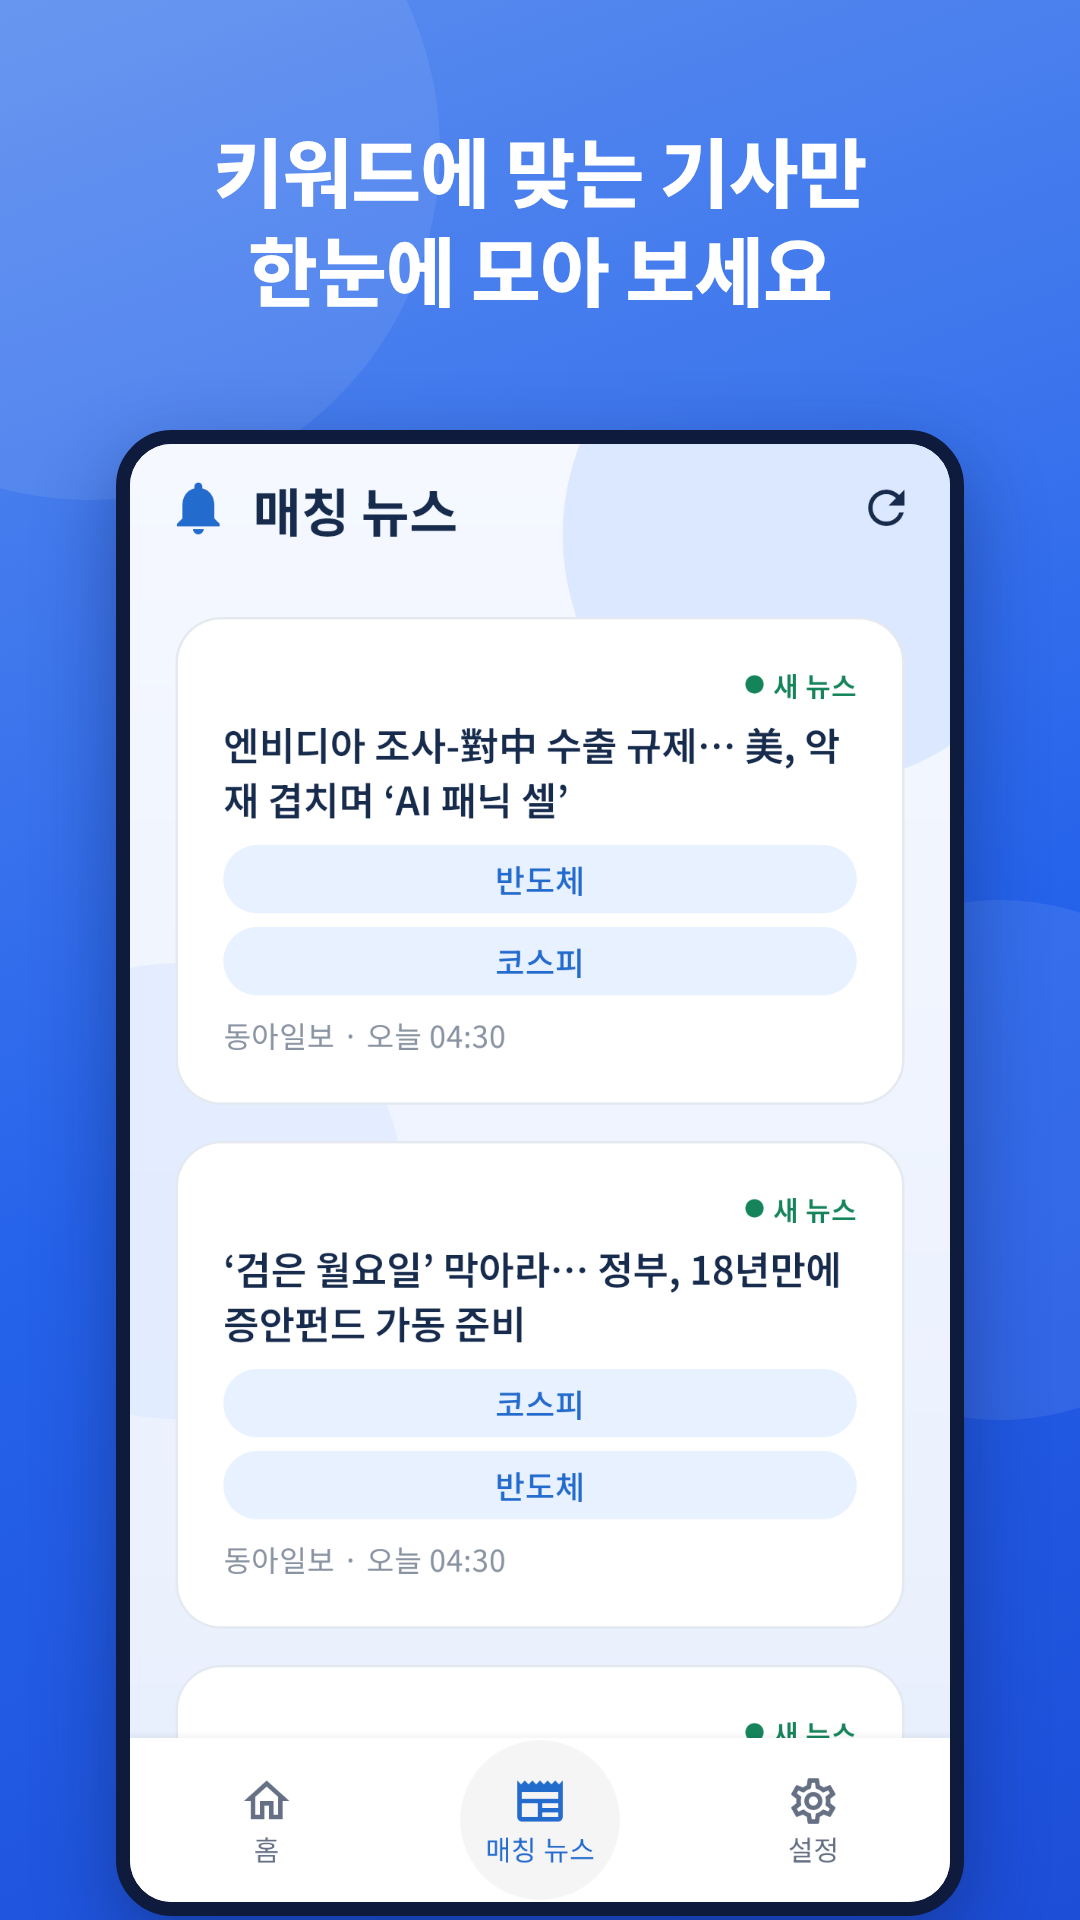 키워드에 맞는 기사만
한눈에 모아 보세요
매칭 뉴스
새 뉴스
엔비디아 조사-對中 수출 규제… 美, 악
재 겹치며 ‘AI 패닉 셀’
반도체
코스피
동아일보 · 오늘 04:30
새 뉴스
‘검은 월요일’ 막아라… 정부, 18년만에
증안펀드 가동 준비
코스피
반도체
동아일보 · 오늘 04:30
새 뉴스
홈
매칭 뉴스
설정